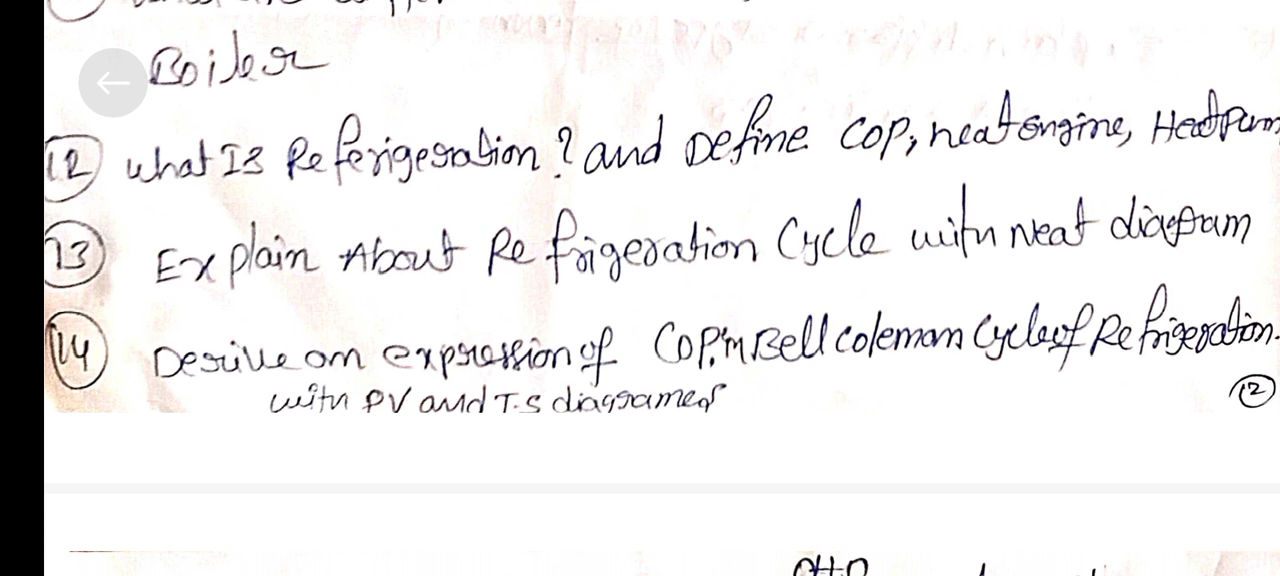 Boiler
12 what Is Referigeration ? and Define COP, heat engine, Heat Pum
13 Explain About Refrigeration Cycle with Neat diagram
14 Derive an expression of COP in Bell coleman Cycle of Refrigeration.
with PV and T-S diagrames
12